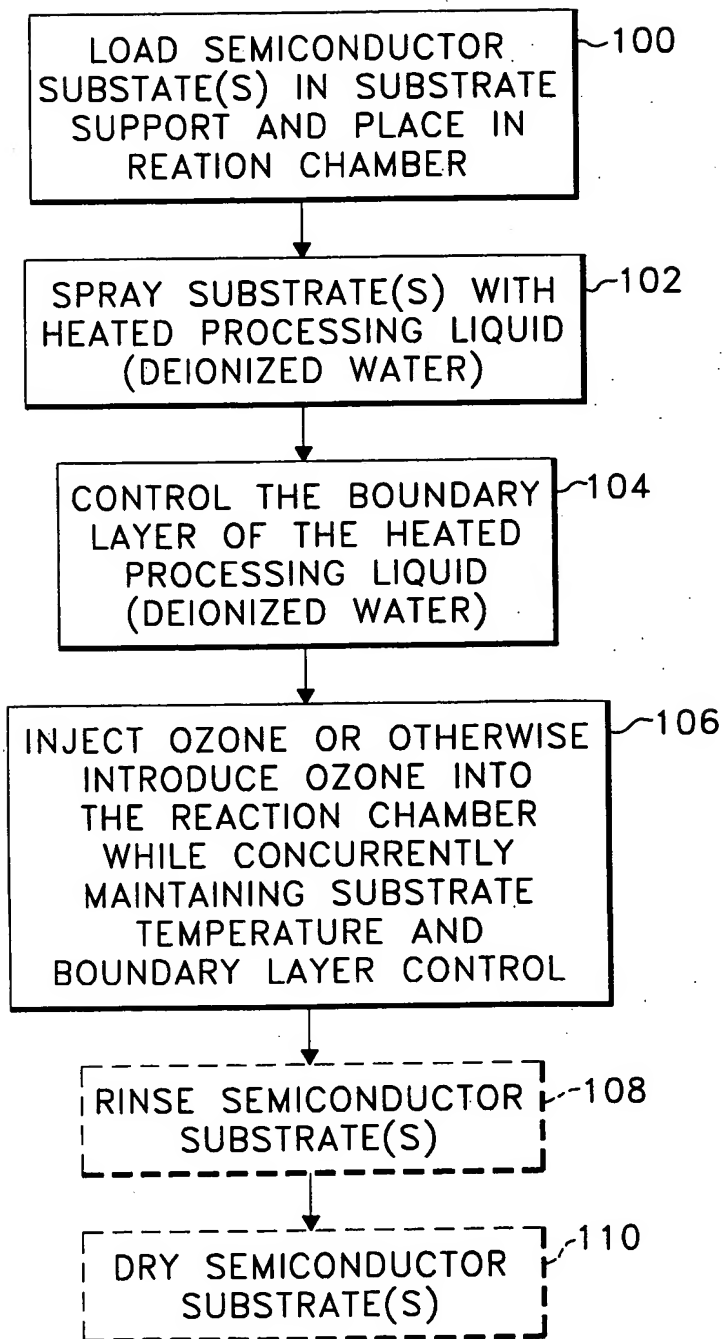 LOAD SEMICONDUCTOR
SUBSTATE(S) IN SUBSTRATE
SUPPORT AND PLACE IN
REATION CHAMBER
100
SPRAY SUBSTRATE(S) WITH
HEATED PROCESSING LIQUID
(DEIONIZED WATER)
102
CONTROL THE BOUNDARY
LAYER OF THE HEATED
PROCESSING LIQUID
(DEIONIZED WATER)
104
INJECT OZONE OR OTHERWISE
INTRODUCE OZONE INTO
THE REACTION CHAMBER
WHILE CONCURRENTLY
MAINTAINING SUBSTRATE
TEMPERATURE AND
BOUNDARY LAYER CONTROL
106
RINSE SEMICONDUCTOR
SUBSTRATE(S)
108
DRY SEMICONDUCTOR
SUBSTRATE(S)
110